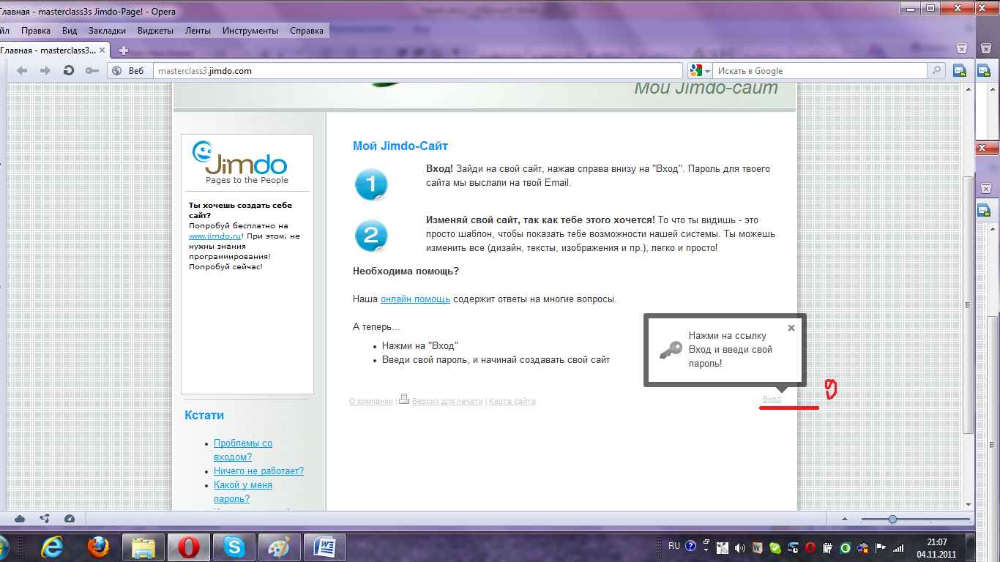 Главная - masterclass3s Jimdo-Page! - Opera
йл Правка Вид Закладки Виджеты Ленты Инструменты Справка
Главная - masterclass3...
Веб masterclass3.jimdo.com Искать в Google
Мой Jimdo-сайт
Jimdo
Pages to the People
Ты хочешь создать себе
сайт?
Попробуй бесплатно на
www.jimdo.ru! При этом, не
нужны знания
программирования!
Попробуй сейчас!
Мой Jimdo-Сайт
1
Вход! Зайди на свой сайт, нажав справа внизу на "Вход". Пароль для твоего
сайта мы выслали на твой Email.
2
Изменяй свой сайт, так как тебе этого хочется! То что ты видишь - это
просто шаблон, чтобы показать тебе возможности нашей системы. Ты можешь
изменить все (дизайн, тексты, изображения и пр.), легко и просто!
Необходима помощь?
Наша онлайн помощь содержит ответы на многие вопросы.
А теперь...
Нажми на "Вход"
Введи свой пароль, и начинай создавать свой сайт
Нажми на ссылку
Вход и введи свой
пароль!
О компании | Версия для печати | Карта сайта
Вход
Кстати
Проблемы со
входом?
Ничего не работает?
Какой у меня
пароль?
RU
21:07
04.11.2011